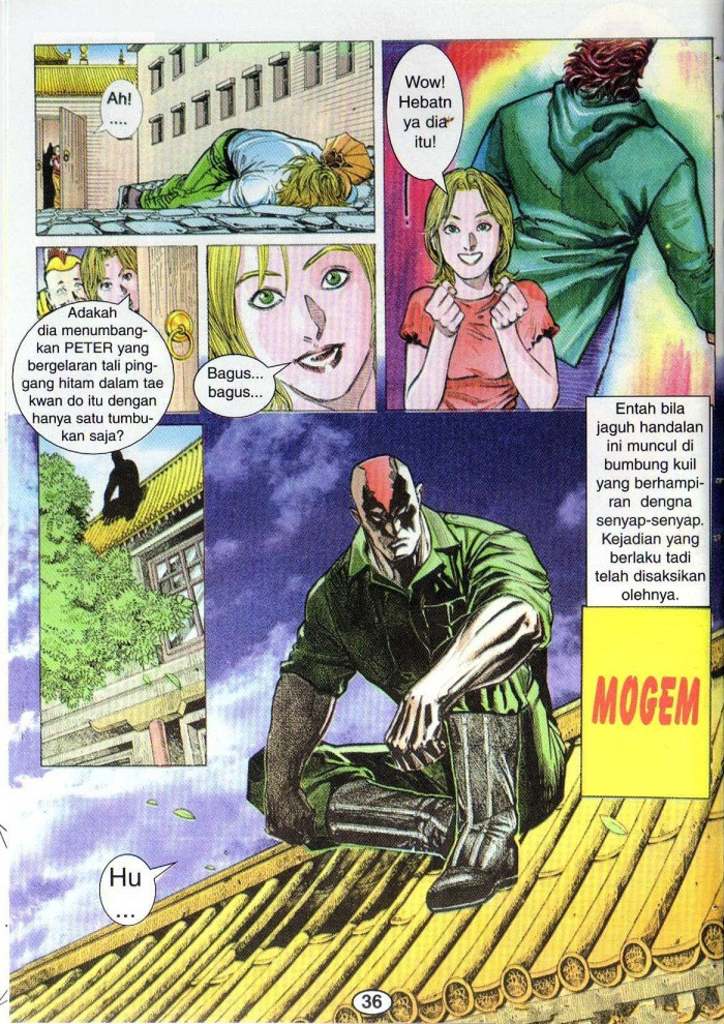 Ah!
....
Wow!
Hebatn
ya dia
itu!
Adakah
dia menumbang-
kan PETER yang
bergelaran tali ping-
gang hitam dalam tae
kwan do itu dengan
hanya satu tumbu-
kan saja?
Bagus...
bagus...
Entah bila
jaguh handalan
ini muncul di
bumbung kuil
yang berhampi-
ran dengna
senyap-senyap.
Kejadian yang
berlaku tadi
telah disaksikan
olehnya.
MOGEM
Hu
...
36